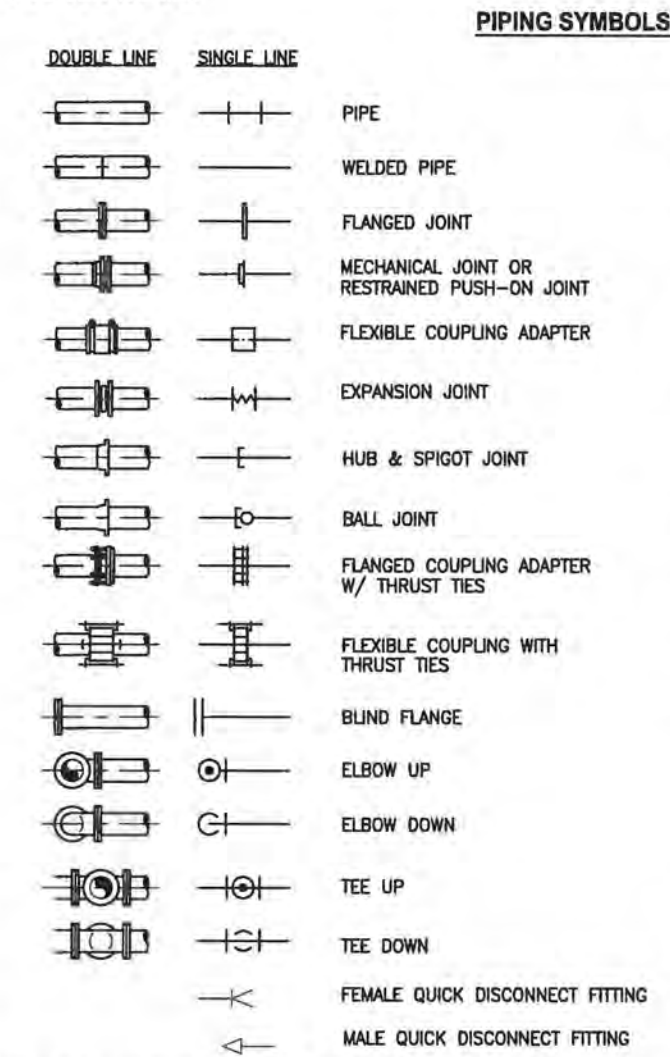 PIPING SYMBOLS
DOUBLE LINE SINGLE LINE
PIPE
WELDED PIPE
FLANGED JOINT
MECHANICAL JOINT OR
RESTRAINED PUSH-ON JOINT
FLEXIBLE COUPLING ADAPTER
EXPANSION JOINT
HUB & SPIGOT JOINT
BALL JOINT
FLANGED COUPLING ADAPTER
W/ THRUST TIES
FLEXIBLE COUPLING WITH
THRUST TIES
BLIND FLANGE
ELBOW UP
ELBOW DOWN
TEE UP
TEE DOWN
FEMALE QUICK DISCONNECT FITTING
MALE QUICK DISCONNECT FITTING